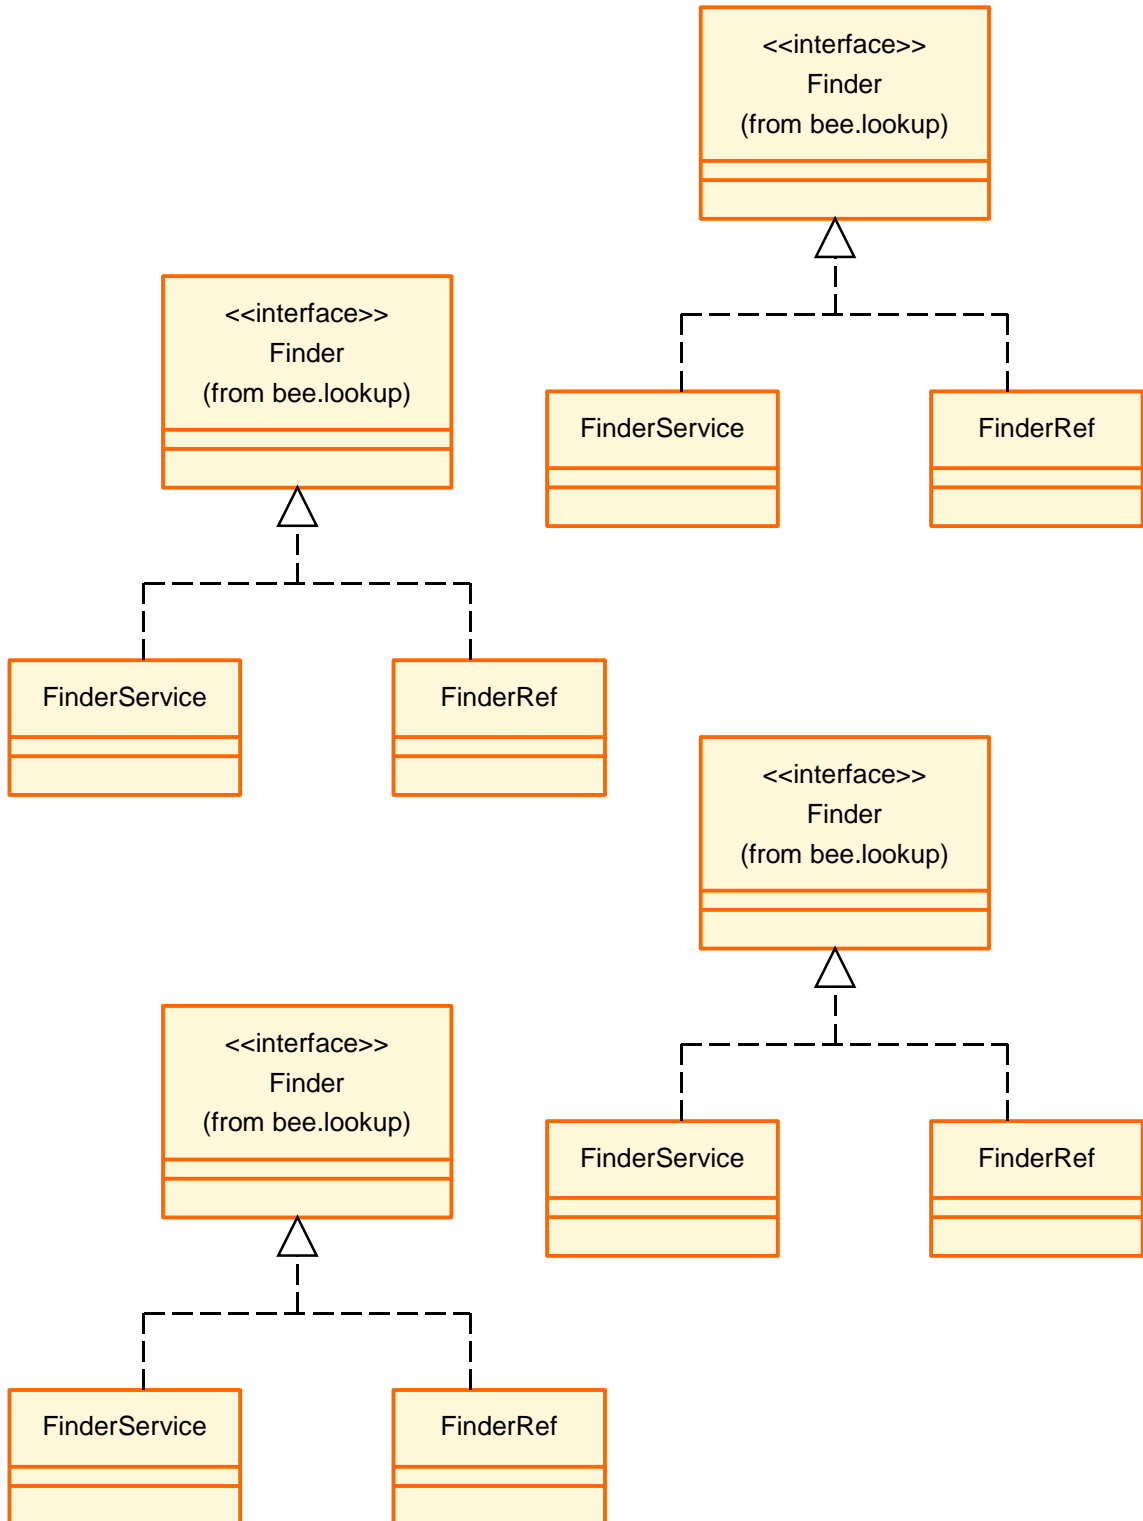 <<interface>>
Finder
(from bee.lookup)
FinderService
FinderRef
<<interface>>
Finder
(from bee.lookup)
FinderService
FinderRef
<<interface>>
Finder
(from bee.lookup)
FinderService
FinderRef
<<interface>>
Finder
(from bee.lookup)
FinderService
FinderRef